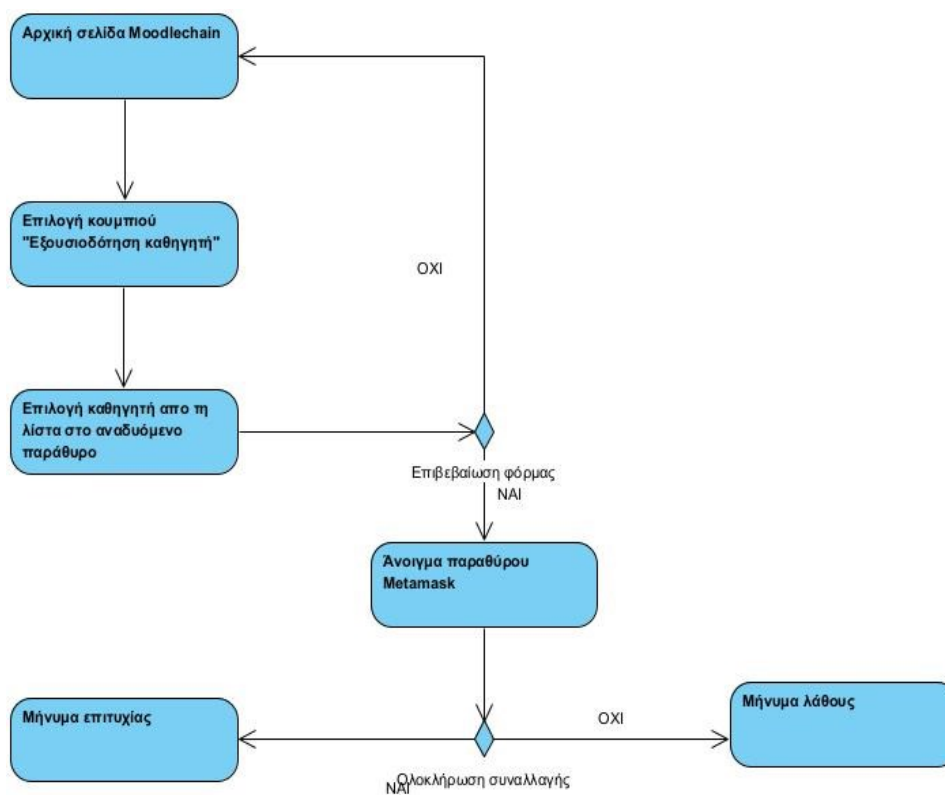 Αρχική σελίδα Moodlechain
Επιλογή κουμπιού
"Εξουσιοδότηση καθηγητή"
ΟΧΙ
Επιλογή καθηγητή απο τη
λίστα στο αναδυόμενο
παράθυρο
Επιβεβαίωση φόρμας
ΝΑΙ
Άνοιγμα παραθύρου
Metamask
Μήνυμα επιτυχίας
ΟΧΙ
Μήνυμα λάθους
Ολοκλήρωση συναλλαγής
ΝΑΙ